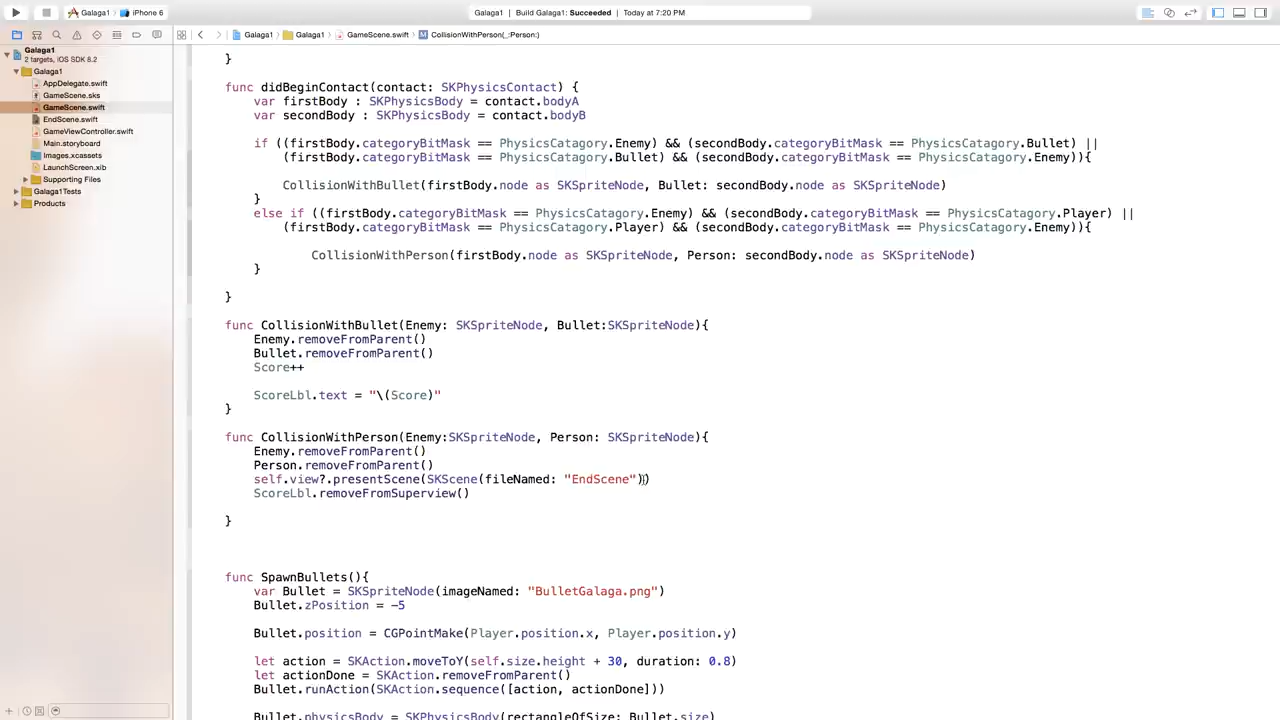 Galaga1 iPhone 6
Galaga1 | Build Galaga1: Succeeded | Today at 7:20 PM
Galaga1 Galaga1 GameScene.swift M CollisionWithPerson(_:Person:)
Galaga1
2 targets, iOS SDK 8.2
Galaga1
AppDelegate.swift
GameScene.sks
GameScene.swift
EndScene.swift
GameViewController.swift
Main.storyboard
Images.xcassets
LaunchScreen.xib
Supporting Files
Galaga1Tests
Products
}
func didBeginContact(contact: SKPhysicsContact) {
var firstBody : SKPhysicsBody = contact.bodyA
var secondBody : SKPhysicsBody = contact.bodyB
if ((firstBody.categoryBitMask == PhysicsCatagory.Enemy) && (secondBody.categoryBitMask == PhysicsCatagory.Bullet) ||
(firstBody.categoryBitMask == PhysicsCatagory.Bullet) && (secondBody.categoryBitMask == PhysicsCatagory.Enemy)){
CollisionWithBullet(firstBody.node as SKSpriteNode, Bullet: secondBody.node as SKSpriteNode)
}
else if ((firstBody.categoryBitMask == PhysicsCatagory.Enemy) && (secondBody.categoryBitMask == PhysicsCatagory.Player) ||
(firstBody.categoryBitMask == PhysicsCatagory.Player) && (secondBody.categoryBitMask == PhysicsCatagory.Enemy)){
CollisionWithPerson(firstBody.node as SKSpriteNode, Person: secondBody.node as SKSpriteNode)
}
}
func CollisionWithBullet(Enemy: SKSpriteNode, Bullet:SKSpriteNode){
Enemy.removeFromParent()
Bullet.removeFromParent()
Score++
ScoreLbl.text = "\(Score)"
}
func CollisionWithPerson(Enemy:SKSpriteNode, Person: SKSpriteNode){
Enemy.removeFromParent()
Person.removeFromParent()
self.view?.presentScene(SKScene(fileNamed: "EndScene"))
ScoreLbl.removeFromSuperview()
}
func SpawnBullets(){
var Bullet = SKSpriteNode(imageNamed: "BulletGalaga.png")
Bullet.zPosition = -5
Bullet.position = CGPointMake(Player.position.x, Player.position.y)
let action = SKAction.moveToY(self.size.height + 30, duration: 0.8)
let actionDone = SKAction.removeFromParent()
Bullet.runAction(SKAction.sequence([action, actionDone]))
Bullet.physicsBody = SKPhysicsBody(rectangleOfSize: Bullet.size)